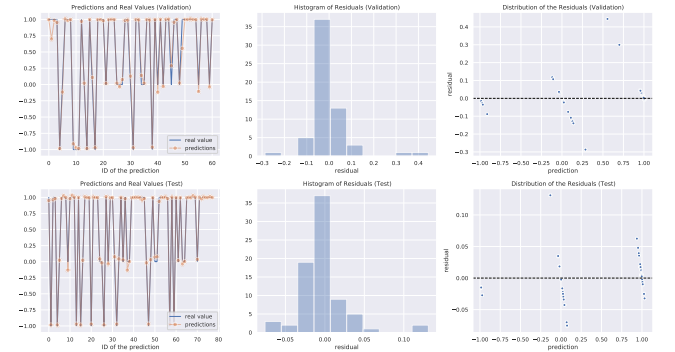 Predictions and Real Values (Validation)
1.00
0.75
0.50
0.25
0.00
−0.25
−0.50
−0.75
−1.00
real value
predictions
0 10 20 30 40 50 60
ID of the prediction
Histogram of Residuals (Validation)
35
30
25
20
15
10
5
0
−0.3 −0.2 −0.1 0.0 0.1 0.2 0.3 0.4
residual
Distribution of the Residuals (Validation)
residual
0.4
0.3
0.2
0.1
0.0
−0.1
−0.2
−0.3
−1.00 −0.75 −0.50 −0.25 0.00 0.25 0.50 0.75 1.00
prediction
Predictions and Real Values (Test)
1.00
0.75
0.50
0.25
0.00
−0.25
−0.50
−0.75
−1.00
real value
predictions
0 10 20 30 40 50 60 70 80
ID of the prediction
Histogram of Residuals (Test)
35
30
25
20
15
10
5
0
−0.05 0.00 0.05 0.10
residual
Distribution of the Residuals (Test)
residual
0.10
0.05
0.00
−0.05
−1.00 −0.75 −0.50 −0.25 0.00 0.25 0.50 0.75 1.00
prediction